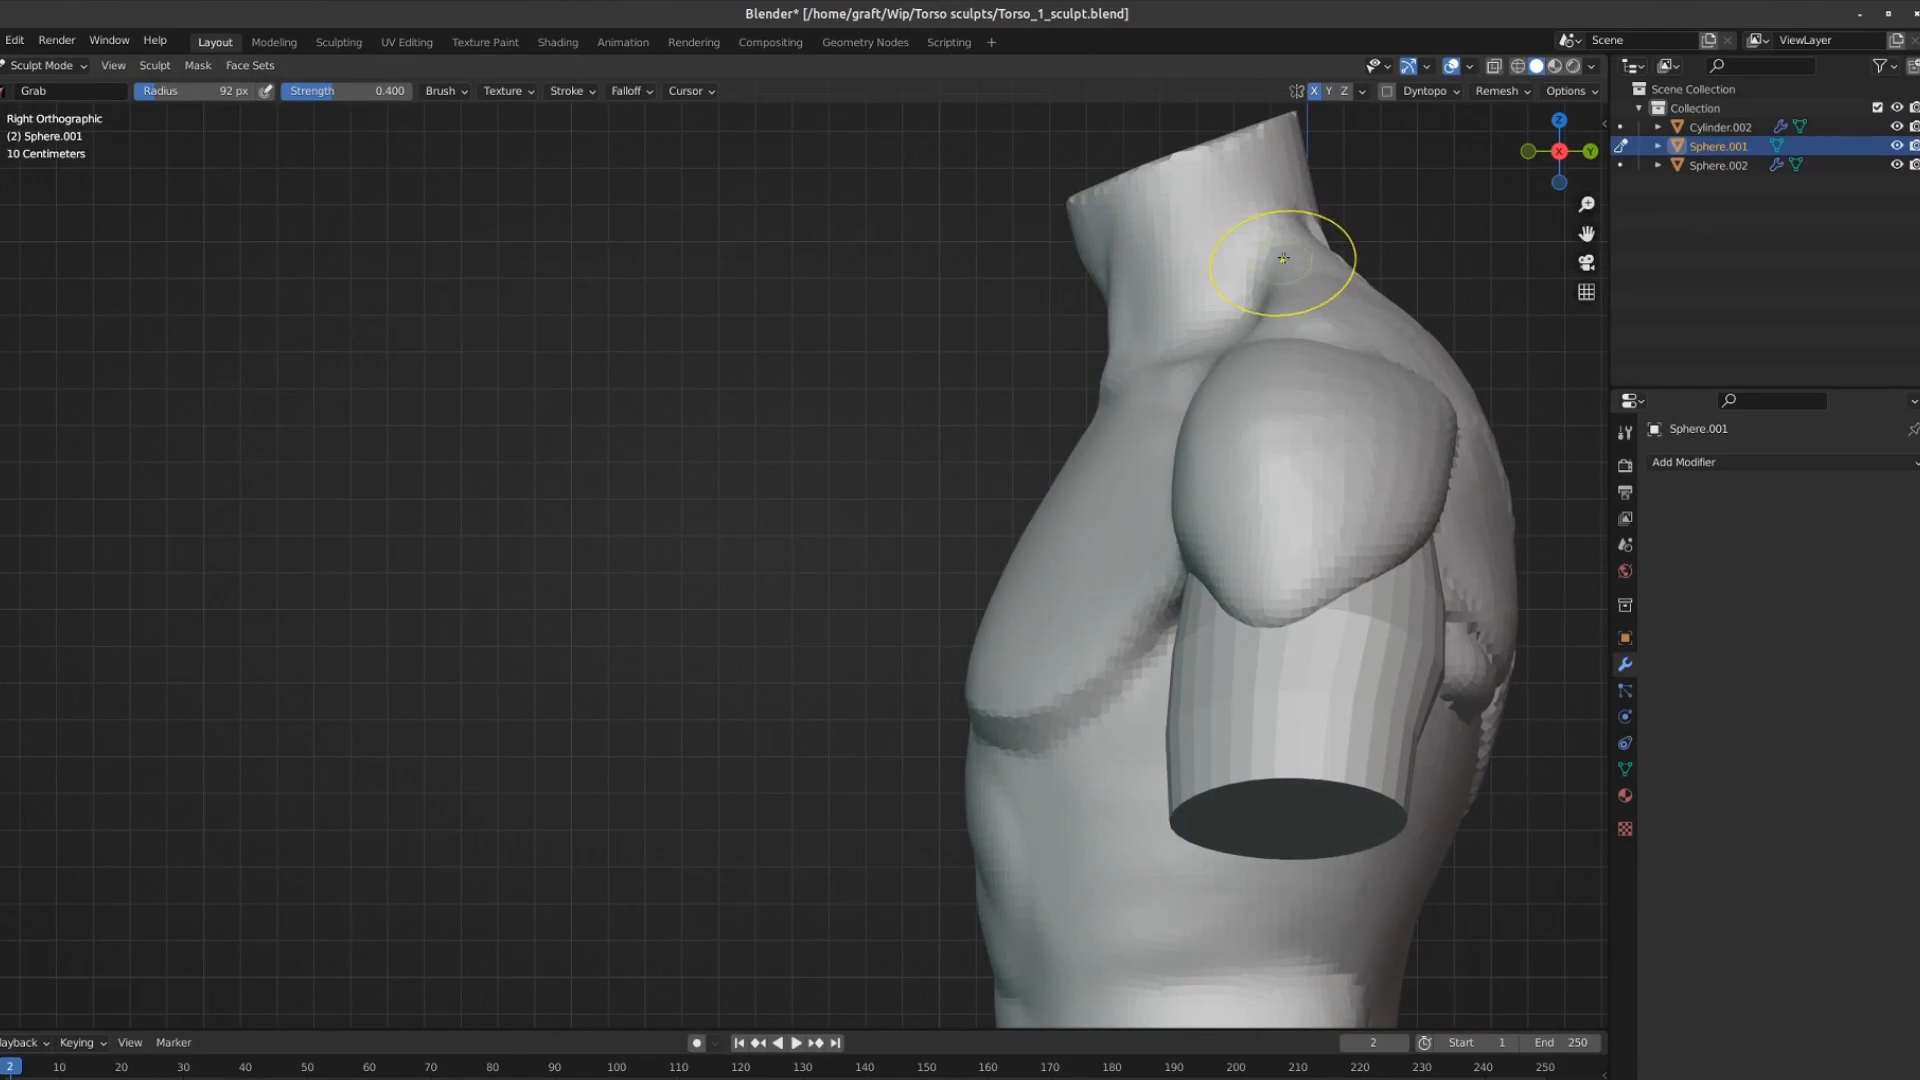 Blender* [/home/graft/Wip/Torso sculpts/Torso_1_sculpt.blend]
Edit Render Window Help Layout Modeling Sculpting UV Editing Texture Paint Shading Animation Rendering Compositing Geometry Nodes Scripting + Scene ViewLayer
Sculpt Mode View Sculpt Mask Face Sets
Grab Radius 92 px Strength 0.400 Brush Texture Stroke Falloff Cursor X Y Z Dyntopo Remesh Options
Right Orthographic
(2) Sphere.001
10 Centimeters
Z
Y
X
Scene Collection
Collection
Cylinder.002
Sphere.001
Sphere.002
Sphere.001
Add Modifier
layback Keying View Marker 2 Start 1 End 250
2 10 20 30 40 50 60 70 80 90 100 110 120 130 140 150 160 170 180 190 200 210 220 230 240 250